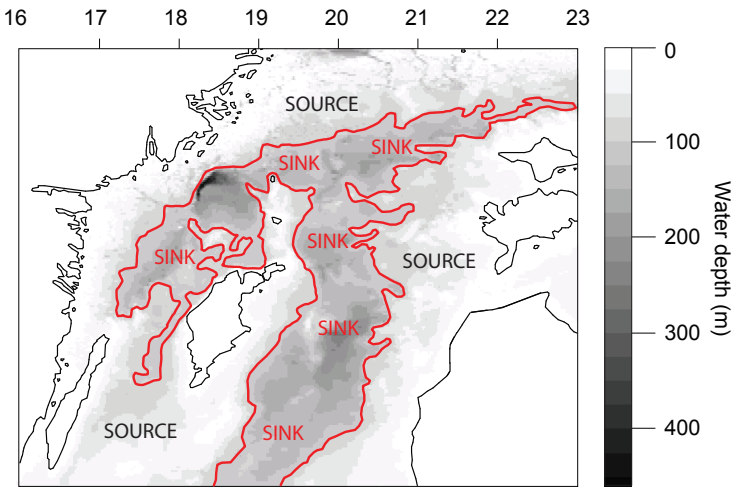 16 17 18 19 20 21 22 23
0
SOURCE
100
SINK
SINK
200
SINK
SINK
SOURCE
Water depth (m)
300
SINK
400
SOURCE
SINK